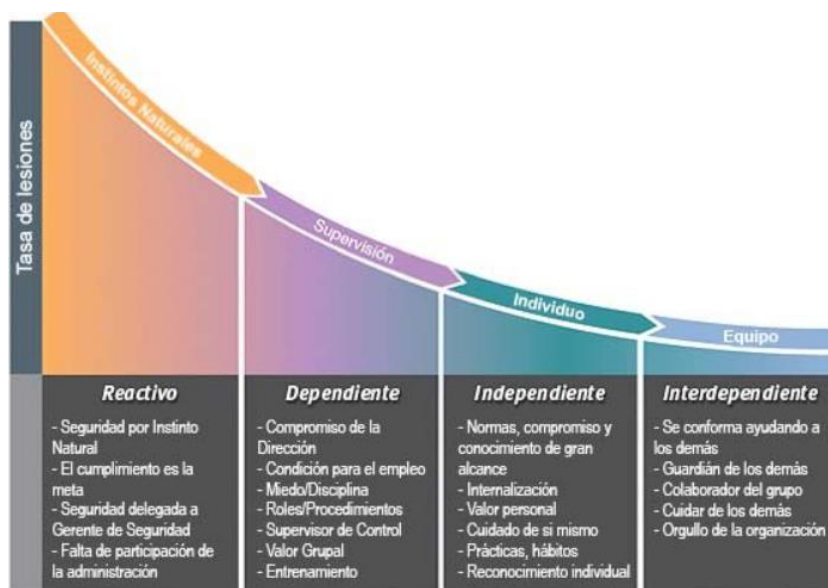 Tasa de lesiones
Instintos Naturales
Supervisión
Individuo
Equipo
Reactivo
- Seguridad por Instinto
Natural
- El cumplimiento es la
meta
- Seguridad delegada a
Gerente de Seguridad
- Falta de participación de
la administración
Dependiente
- Compromiso de la
Dirección
- Condición para el empleo
- Miedo/Disciplina
- Roles/Procedimientos
- Supervisor de Control
- Valor Grupal
- Entrenamiento
Independiente
- Normas, compromiso y
conocimiento de gran
alcance
- Internalización
- Valor personal
- Cuidado de si mismo
- Prácticas, hábitos
- Reconocimiento individual
Interdependiente
- Se conforma ayudando a
los demás
- Guardián de los demás
- Colaborador del grupo
- Cuidar de los demás
- Orgullo de la organización